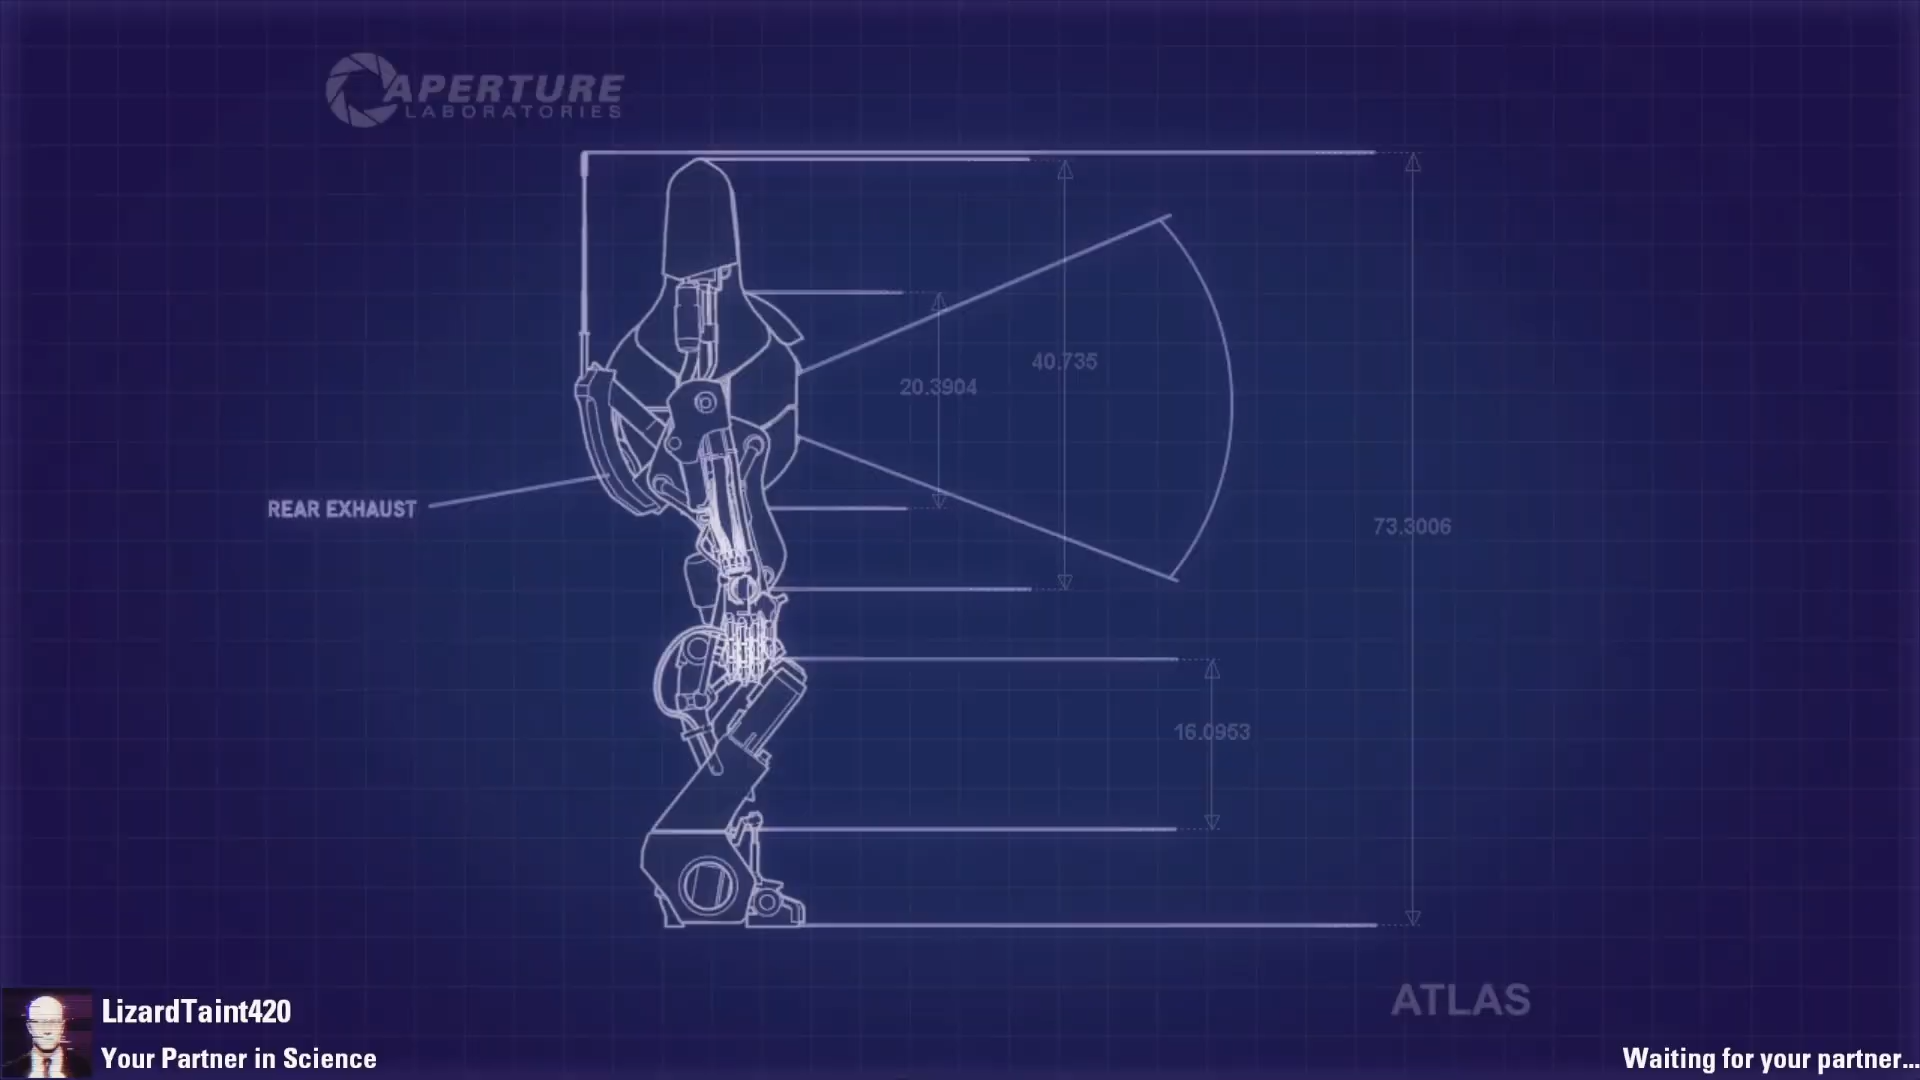 APERTURE
LABORATORIES
40.735
20.3904
REAR EXHAUST
73.3006
16.0953
ATLAS
LizardTaint420
Your Partner in Science
Waiting for your partner...